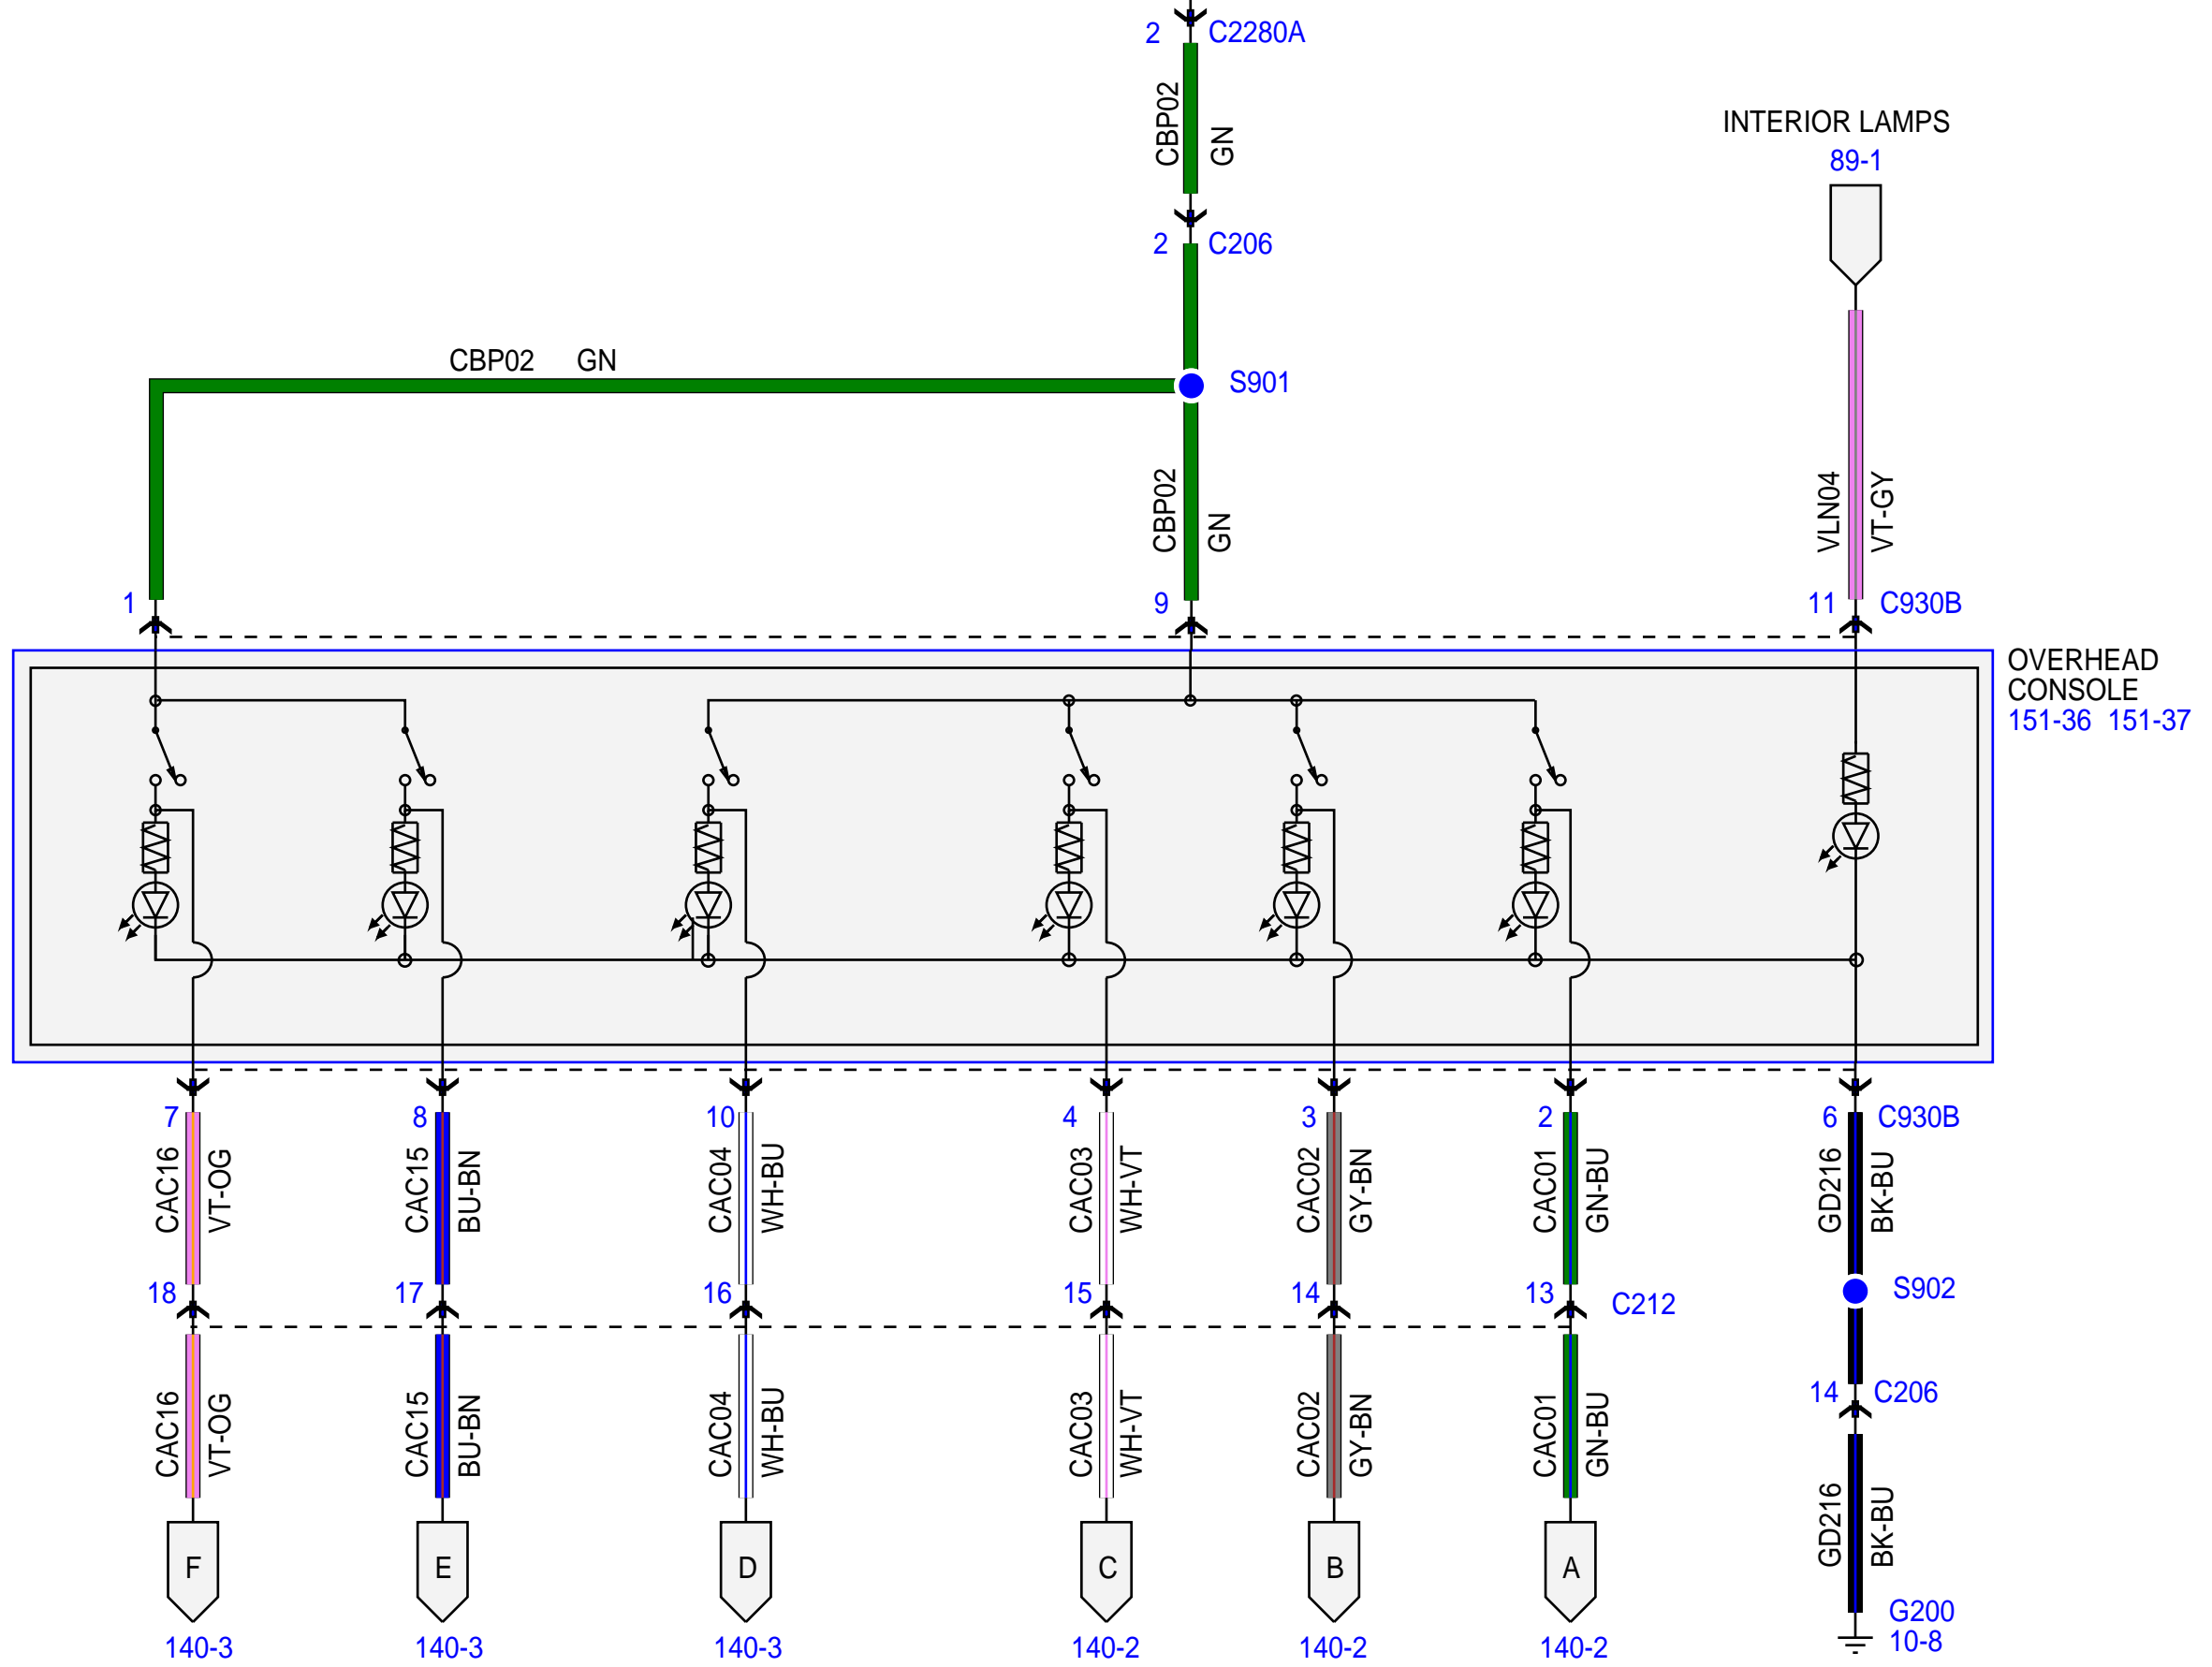 2 C2280A
CBP02
GN
INTERIOR LAMPS
89-1
2 C206
CBP02 GN
S901
CBP02
GN
VLN04
VT-GY
1
9
11 C930B
OVERHEAD
CONSOLE
151-36 151-37
7
8
10
4
3
2
6 C930B
CAC16
VT-OG
CAC15
BU-BN
CAC04
WH-BU
CAC03
WH-VT
CAC02
GY-BN
CAC01
GN-BU
GD216
BK-BU
18
17
16
15
14
13
C212
S902
14 C206
CAC16
VT-OG
CAC15
BU-BN
CAC04
WH-BU
CAC03
WH-VT
CAC02
GY-BN
CAC01
GN-BU
GD216
BK-BU
F
E
D
C
B
A
G200
10-8
140-3
140-3
140-3
140-2
140-2
140-2